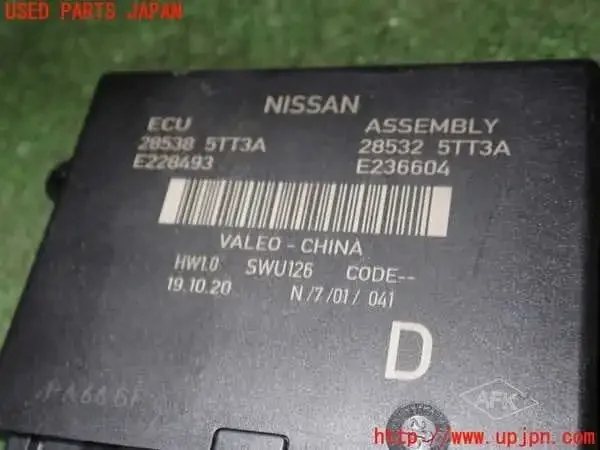 USED PARTS JAPAN
NISSAN
ECU ASSEMBLY
28538 5TT3A 28532 5TT3A
E228493 E236604
VALEO - CHINA
HW1.0 SWU126 CODE--
19.10.20 N/7/01/ 041
D
AFK
http://www.upjpn.com/